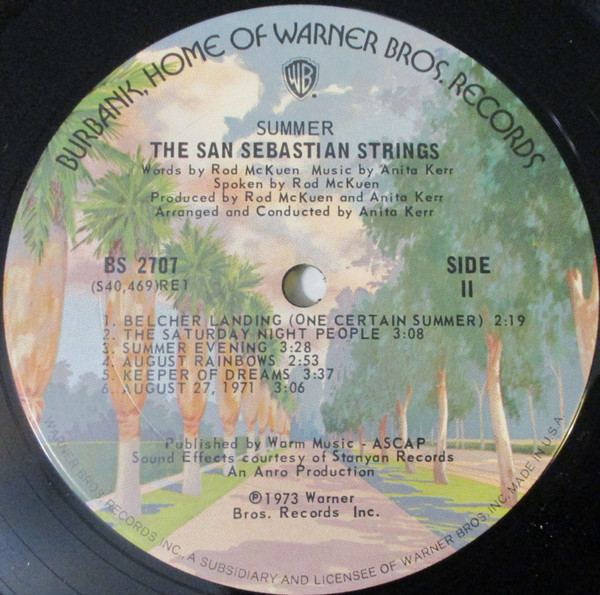 BURBANK, HOME OF WARNER BROS. RECORDS
WB
SUMMER
THE SAN SEBASTIAN STRINGS
Words by Rod McKuen Music by Anita Kerr
Spoken by Rod McKuen
Produced by Rod McKuen and Anita Kerr
Arranged and Conducted by Anita Kerr
BS 2707
(S40,469)RE1
SIDE
II
1. BELCHER LANDING (ONE CERTAIN SUMMER) 2:19
2. THE SATURDAY NIGHT PEOPLE 3:08
3. SUMMER EVENING 3:28
4. AUGUST RAINBOWS 2:53
5. KEEPER OF DREAMS 3:37
6. AUGUST 27, 1971 3:06
Published by Warm Music - ASCAP
Sound Effects courtesy of Stanyan Records
An Anro Production
℗1973 Warner
Bros. Records Inc.
WARNER BROS. RECORDS INC., A SUBSIDIARY AND LICENSEE OF WARNER BROS. INC. MADE IN U.S.A.